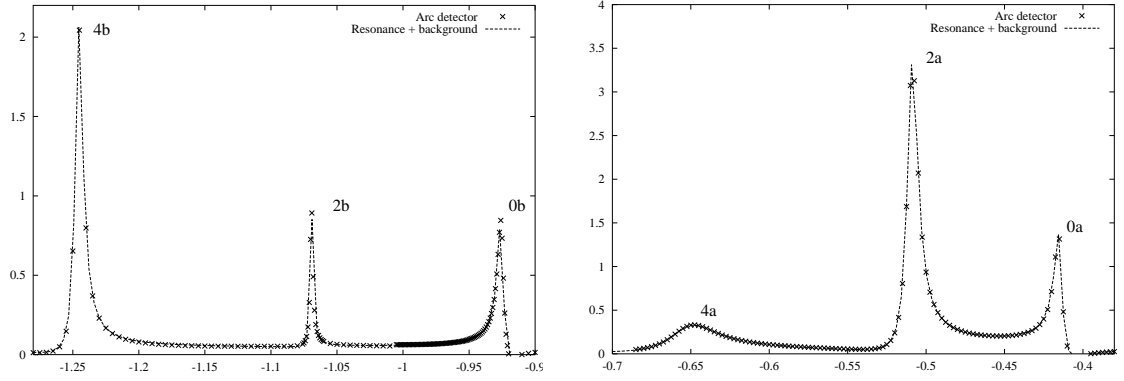 Arc detector
Resonance + background
4b
2b
0b
2
1.5
1
0.5
0
-1.25
-1.2
-1.15
-1.1
-1.05
-1
-0.95
-0.9
Arc detector
Resonance + background
2a
0a
4a
4
3.5
3
2.5
2
1.5
1
0.5
0
-0.7
-0.65
-0.6
-0.55
-0.5
-0.45
-0.4